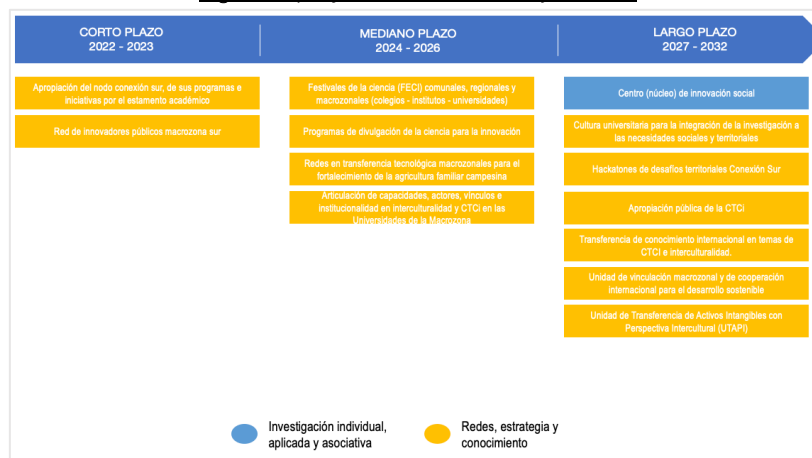 CORTO PLAZO
2022 - 2023
MEDIANO PLAZO
2024 - 2026
LARGO PLAZO
2027 - 2032
Apropiación del nodo conexión sur, de sus programas e
iniciativas por el estamento académico
Red de innovadores públicos macrozona sur
Festivales de la ciencia (FECI) comunales, regionales y
macrozonales (colegios - institutos - universidades)
Programas de divulgación de la ciencia para la innovación
Redes en transferencia tecnológica macrozonales para el
fortalecimiento de la agricultura familiar campesina
Articulación de capacidades, actores, vínculos e
institucionalidad en interculturalidad y CTCI en las
Universidades de la Macrozona
Centro (núcleo) de innovación social
Cultura universitaria para la integración de la investigación a
las necesidades sociales y territoriales
Hackatones de desafíos territoriales Conexión Sur
Apropiación pública de la CTCi
Transferencia de conocimiento internacional en temas de
CTCI e interculturalidad.
Unidad de vinculación macrozonal y de cooperación
internacional para el desarrollo sostenible
Unidad de Transferencia de Activos Intangibles con
Perspectiva Intercultural (UTAPI)
Investigación individual,
aplicada y asociativa
Redes, estrategia y
conocimiento